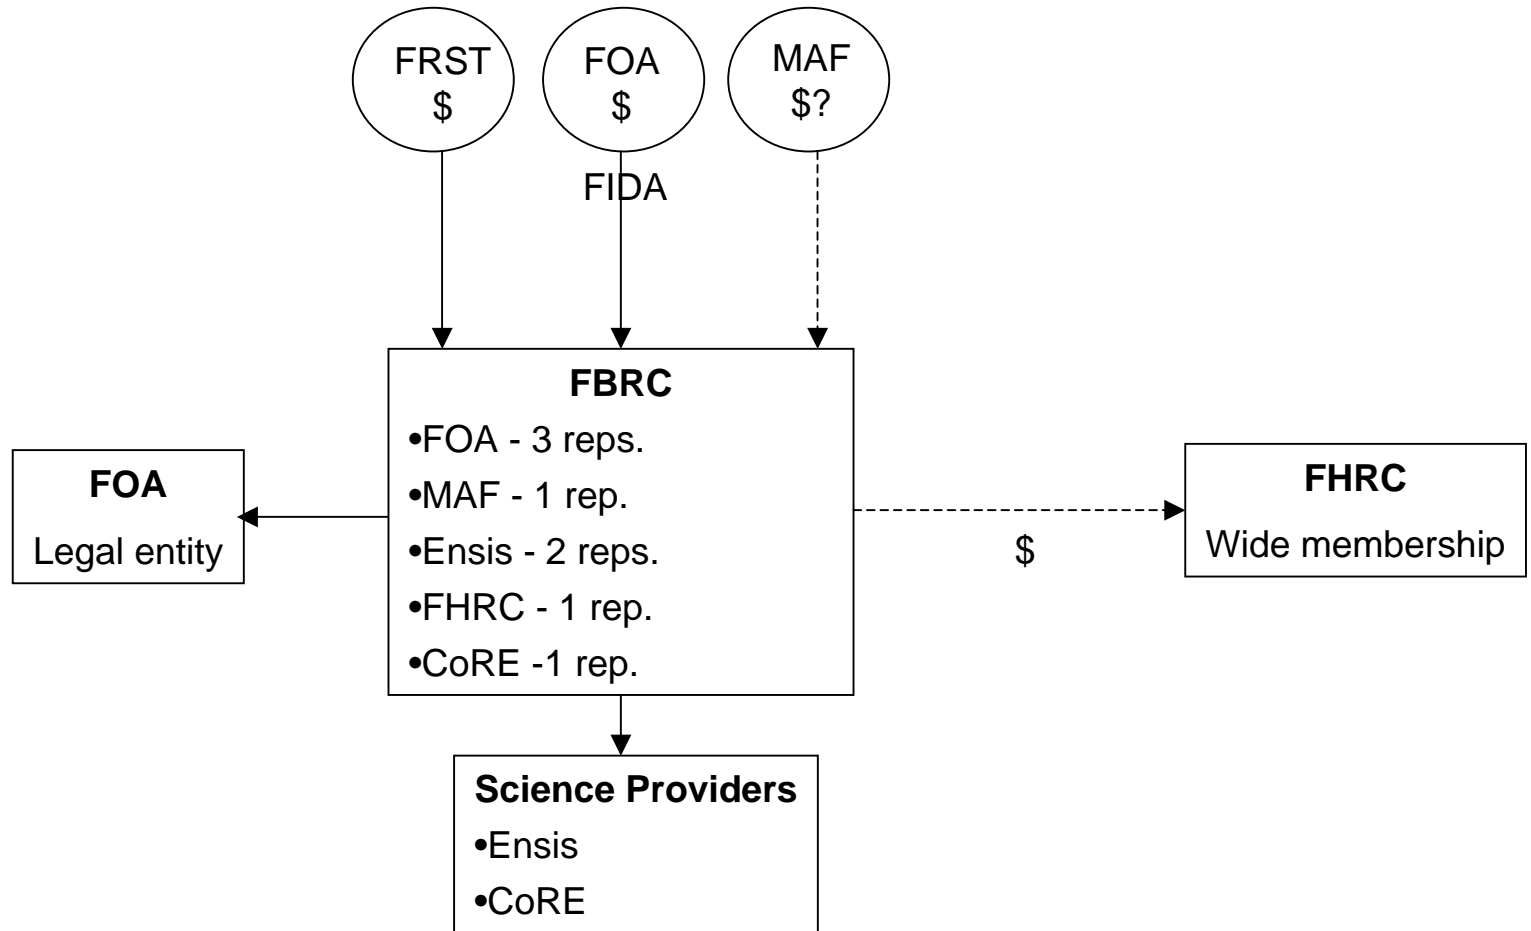 FRST
$
FOA
$
MAF
$?
FIDA
FBRC
•FOA - 3 reps.
•MAF - 1 rep.
•Ensis - 2 reps.
•FHRC - 1 rep.
•CoRE -1 rep.
FOA
Legal entity
$
FHRC
Wide membership
Science Providers
•Ensis
•CoRE